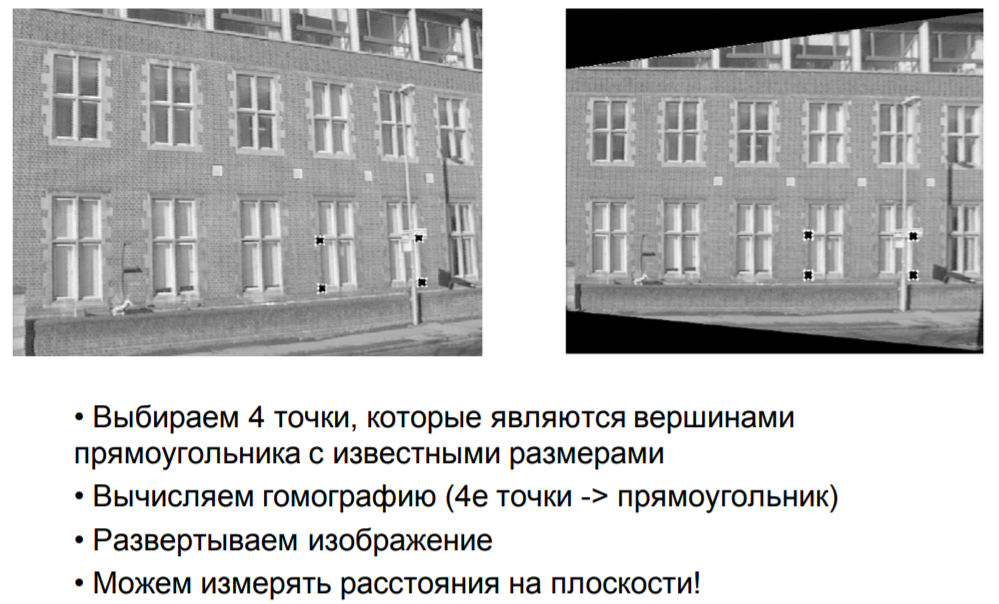 • Выбираем 4 точки, которые являются вершинами
прямоугольника с известными размерами
• Вычисляем гомографию (4е точки -> прямоугольник)
• Развертываем изображение
• Можем измерять расстояния на плоскости!